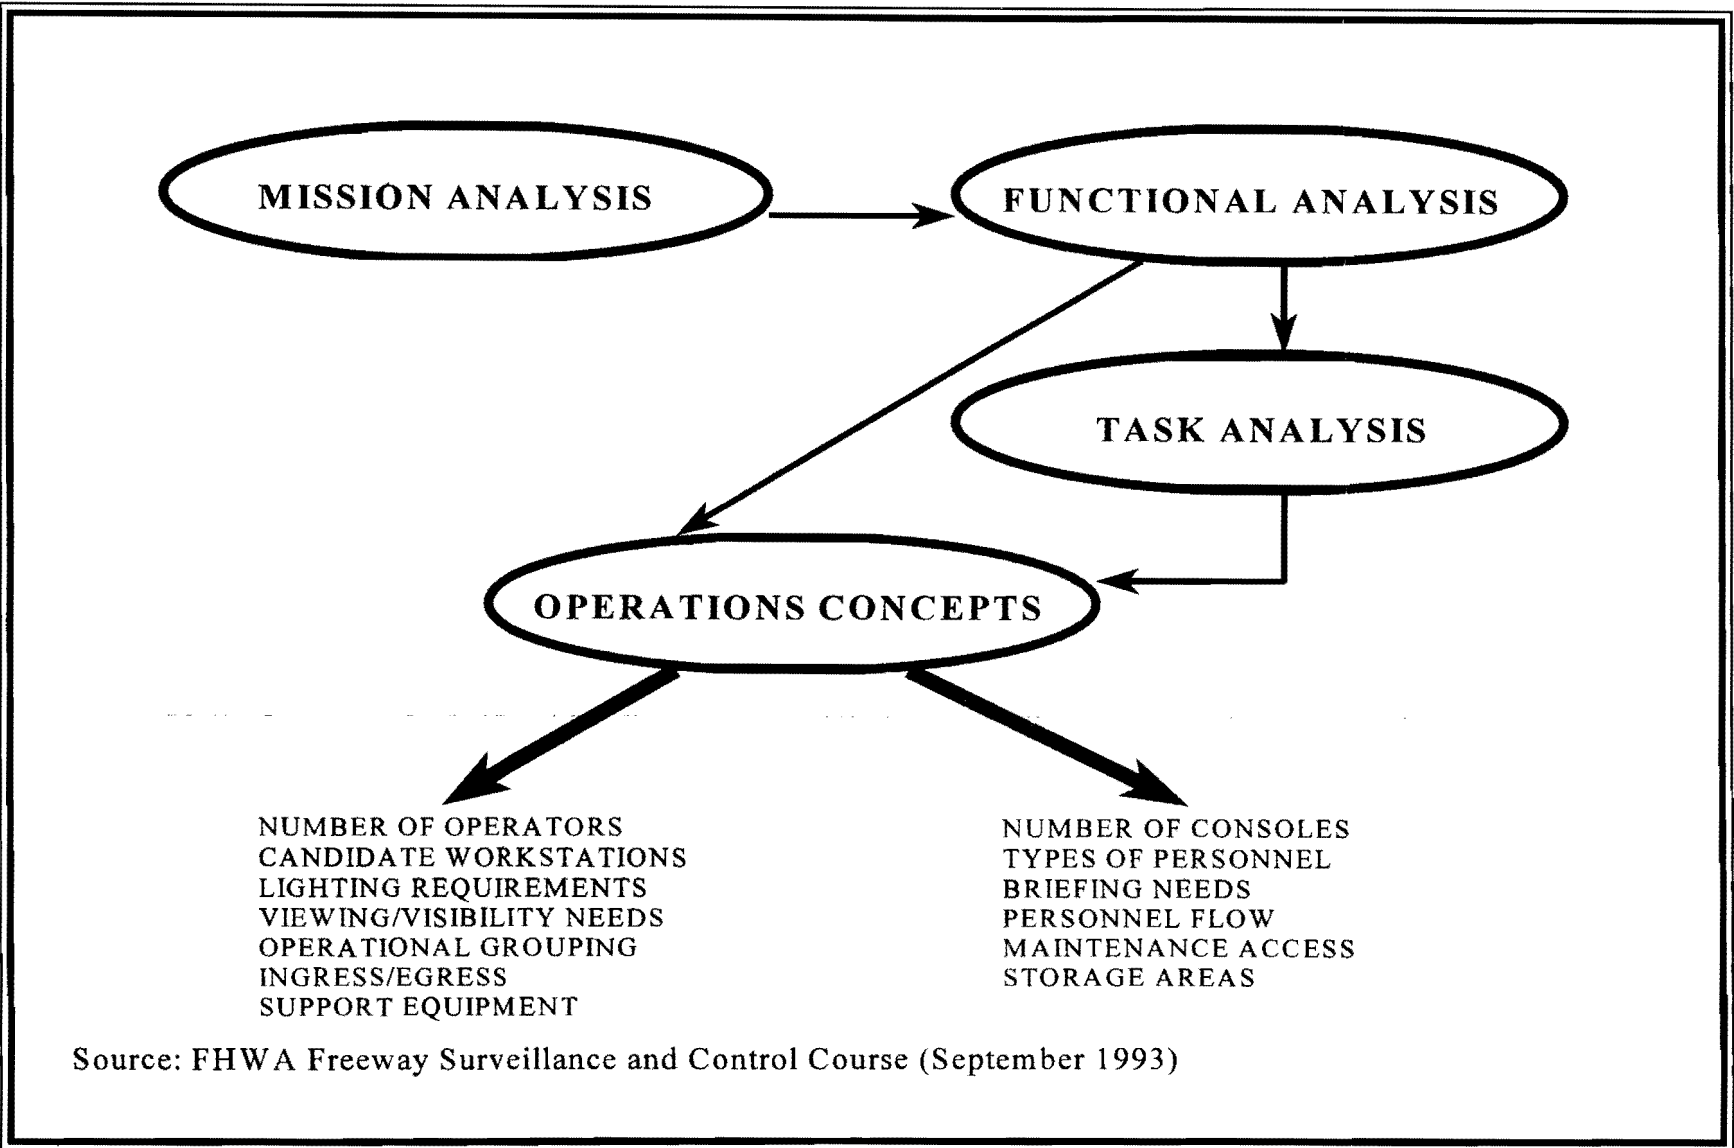 MISSION ANALYSIS
FUNCTIONAL ANALYSIS
TASK ANALYSIS
OPERATIONS CONCEPTS
NUMBER OF OPERATORS
CANDIDATE WORKSTATIONS
LIGHTING REQUIREMENTS
VIEWING/VISIBILITY NEEDS
OPERATIONAL GROUPING
INGRESS/EGRESS
SUPPORT EQUIPMENT
NUMBER OF CONSOLES
TYPES OF PERSONNEL
BRIEFING NEEDS
PERSONNEL FLOW
MAINTENANCE ACCESS
STORAGE AREAS
Source: FHWA Freeway Surveillance and Control Course (September 1993)